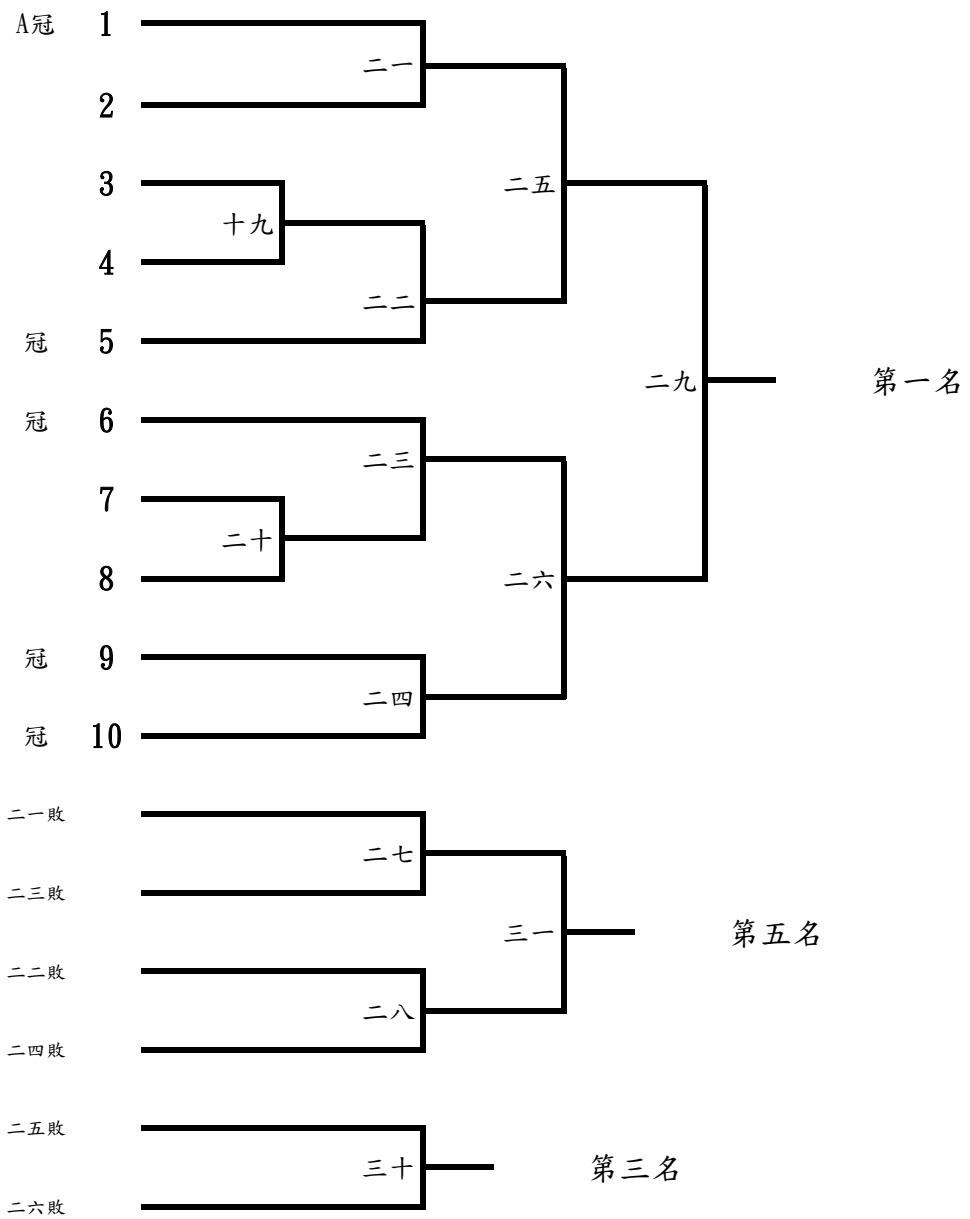 A冠 1
二一
2
3
二五
十九
4
二二
冠 5
二九 第一名
冠 6
二三
7
二十
8
二六
冠 9
二四
冠 10
二一敗
二七
二三敗
三一 第五名
二二敗
二八
二四敗
二五敗
三十 第三名
二六敗